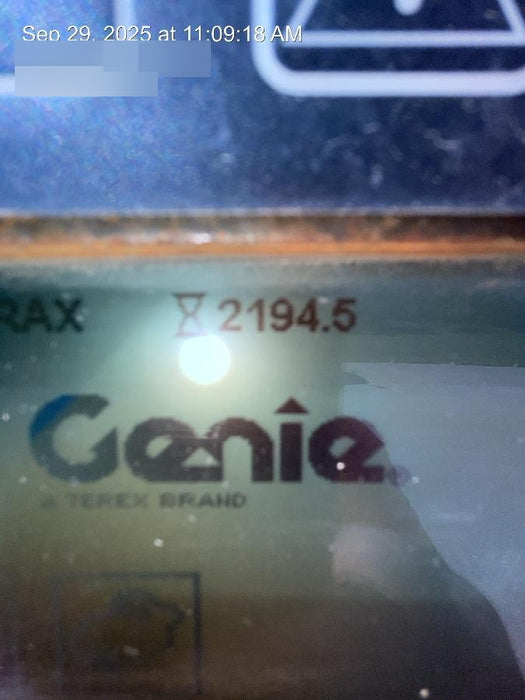 Sep 29, 2025 at 11:09:18 AM
RAX 2194.5
Genie.
A TEREX BRAND